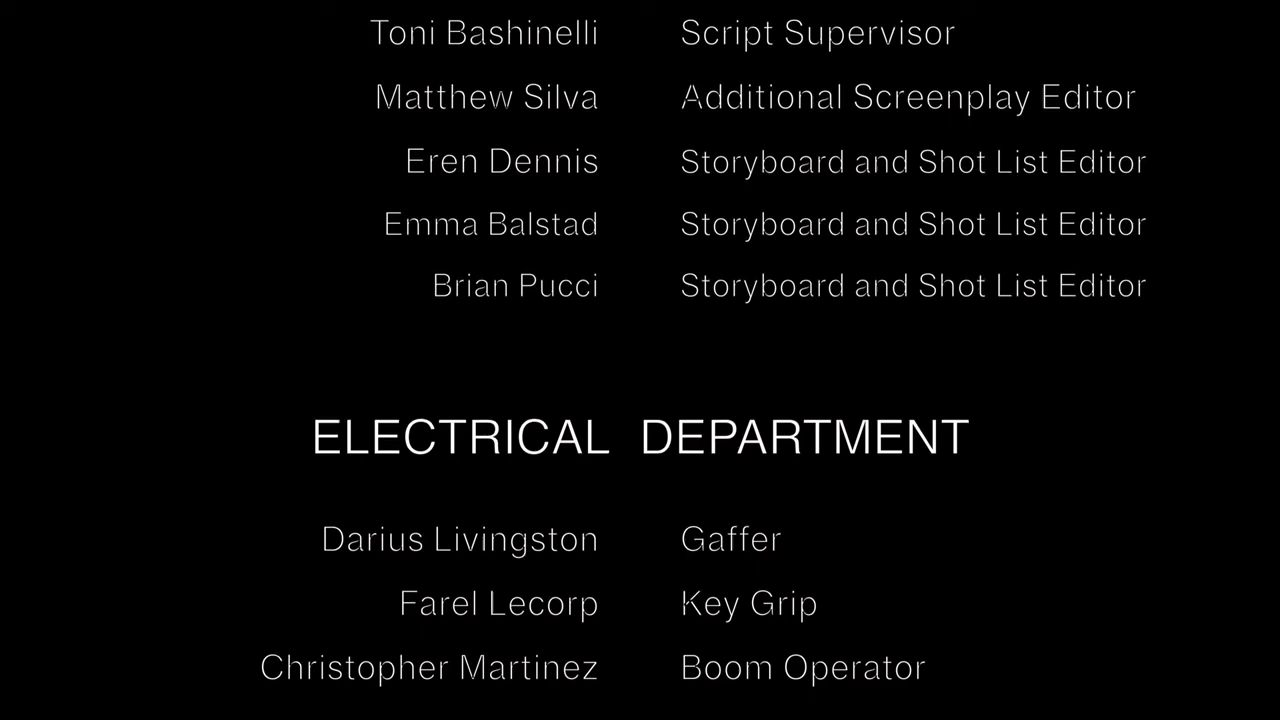 Toni Bashinelli Script Supervisor
Matthew Silva Additional Screenplay Editor
Eren Dennis Storyboard and Shot List Editor
Emma Balstad Storyboard and Shot List Editor
Brian Pucci Storyboard and Shot List Editor
ELECTRICAL DEPARTMENT
Darius Livingston Gaffer
Farel Lecorp Key Grip
Christopher Martinez Boom Operator